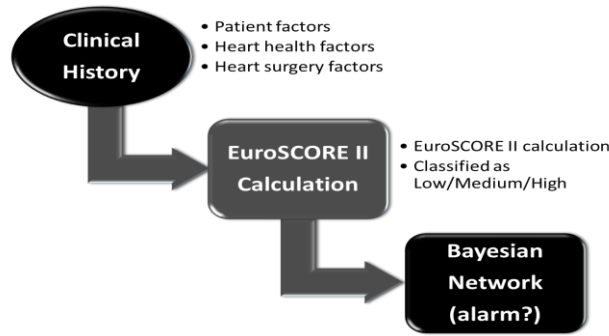 Clinical
History
• Patient factors
• Heart health factors
• Heart surgery factors
EuroSCORE II
Calculation
• EuroSCORE II calculation
• Classified as
Low/Medium/High
Bayesian
Network
(alarm?)